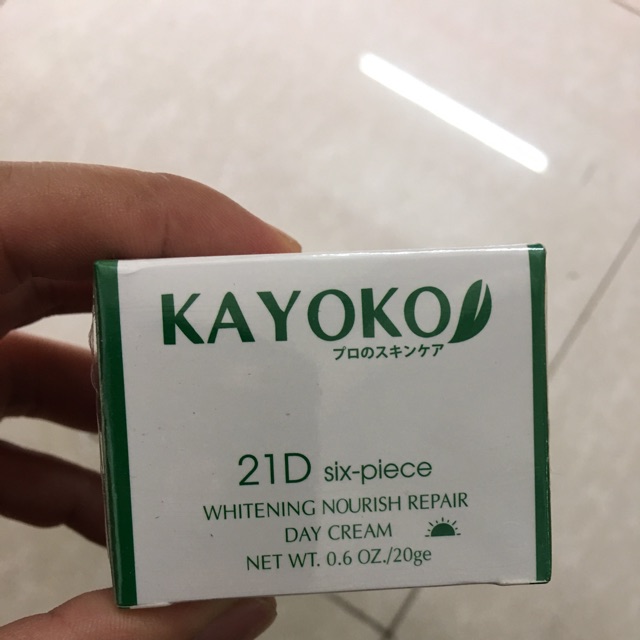 KAYOKO
プロのスキンケア
21D six-piece
WHITENING NOURISH REPAIR
DAY CREAM
NET WT. 0.6 OZ./20ge